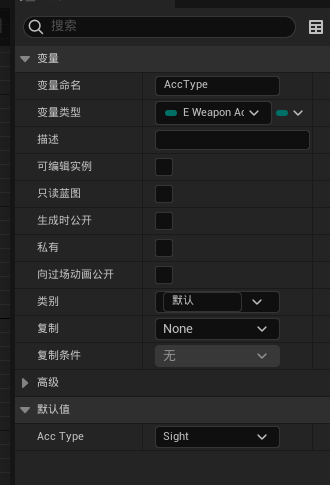 搜索
变量
变量命名 AccType
变量类型 E Weapon Ac
描述
可编辑实例
只读蓝图
生成时公开
私有
向过场动画公开
类别 默认
复制 None
复制条件 无
高级
默认值
Acc Type Sight